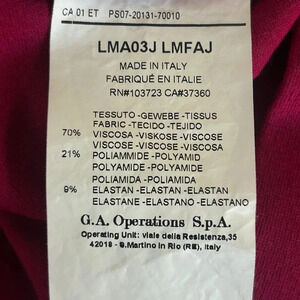 CA 01 ET PS07-20131-70010
LMA03J LMFAJ
MADE IN ITALY
FABRIQUÉ EN ITALIE
RN#103723 CA#37360
TESSUTO -GEWEBE -TISSUS
FABRIC -TECIDO -TEJIDO
70% VISCOSA -VISKOSE -VISCOSE
VISCOSE -VISCOSE -VISCOSE
21% POLIAMMIDE -POLYAMID
POLYAMIDE -POLYAMIDE
POLIAMIDA -POLIAMIDA
9% ELASTAN -ELASTAN -ELASTAN
ELASTANE -ELASTANO -ELASTANO
G.A. Operations S.p.A.
Operating Unit: viale della Resistenza,35
42018 - S.Martino in Rio (RE), Italy